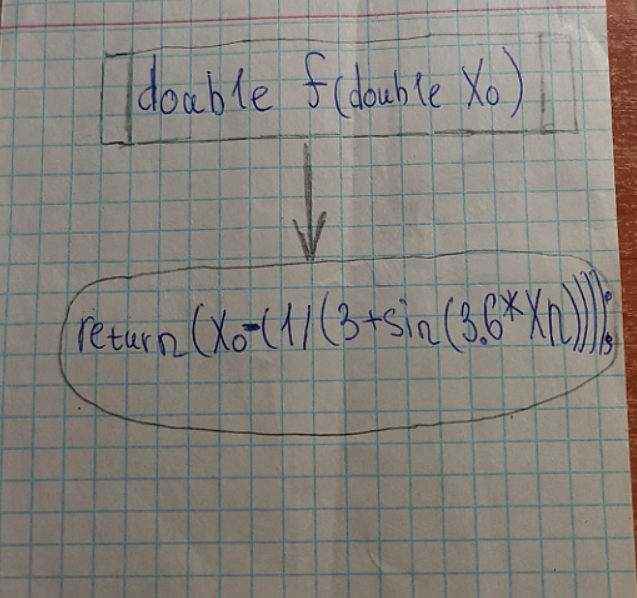 double f(double X0)
return(X0-(1/(3+sin(3.6*Xn))));